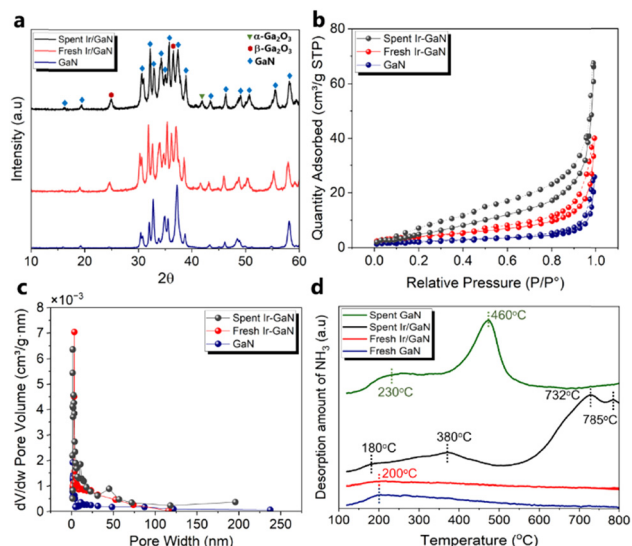 a
Spent Ir/GaN
Fresh Ir/GaN
GaN
α-Ga₂O₃
β-Ga₂O₃
GaN
Intensity (a.u)
10 20 30 40 50 60
2θ
b
Spent Ir-GaN
Fresh Ir-GaN
GaN
Quantity Adsorbed (cm³/g STP)
80
60
40
20
0
0.0 0.2 0.4 0.6 0.8 1.0
Relative Pressure (P/P°)
c
×10⁻³
Spent Ir-GaN
Fresh Ir-GaN
GaN
dV/dw Pore Volume (cm³/g·nm)
8
7
6
5
4
3
2
1
0
0 50 100 150 200 250
Pore Width (nm)
d
Spent GaN
Spent Ir/GaN
Fresh Ir/GaN
Fresh GaN
Desorption amount of NH₃ (a.u)
460°C
230°C
732°C
785°C
180°C
380°C
200°C
100 200 300 400 500 600 700 800
Temperature (°C)